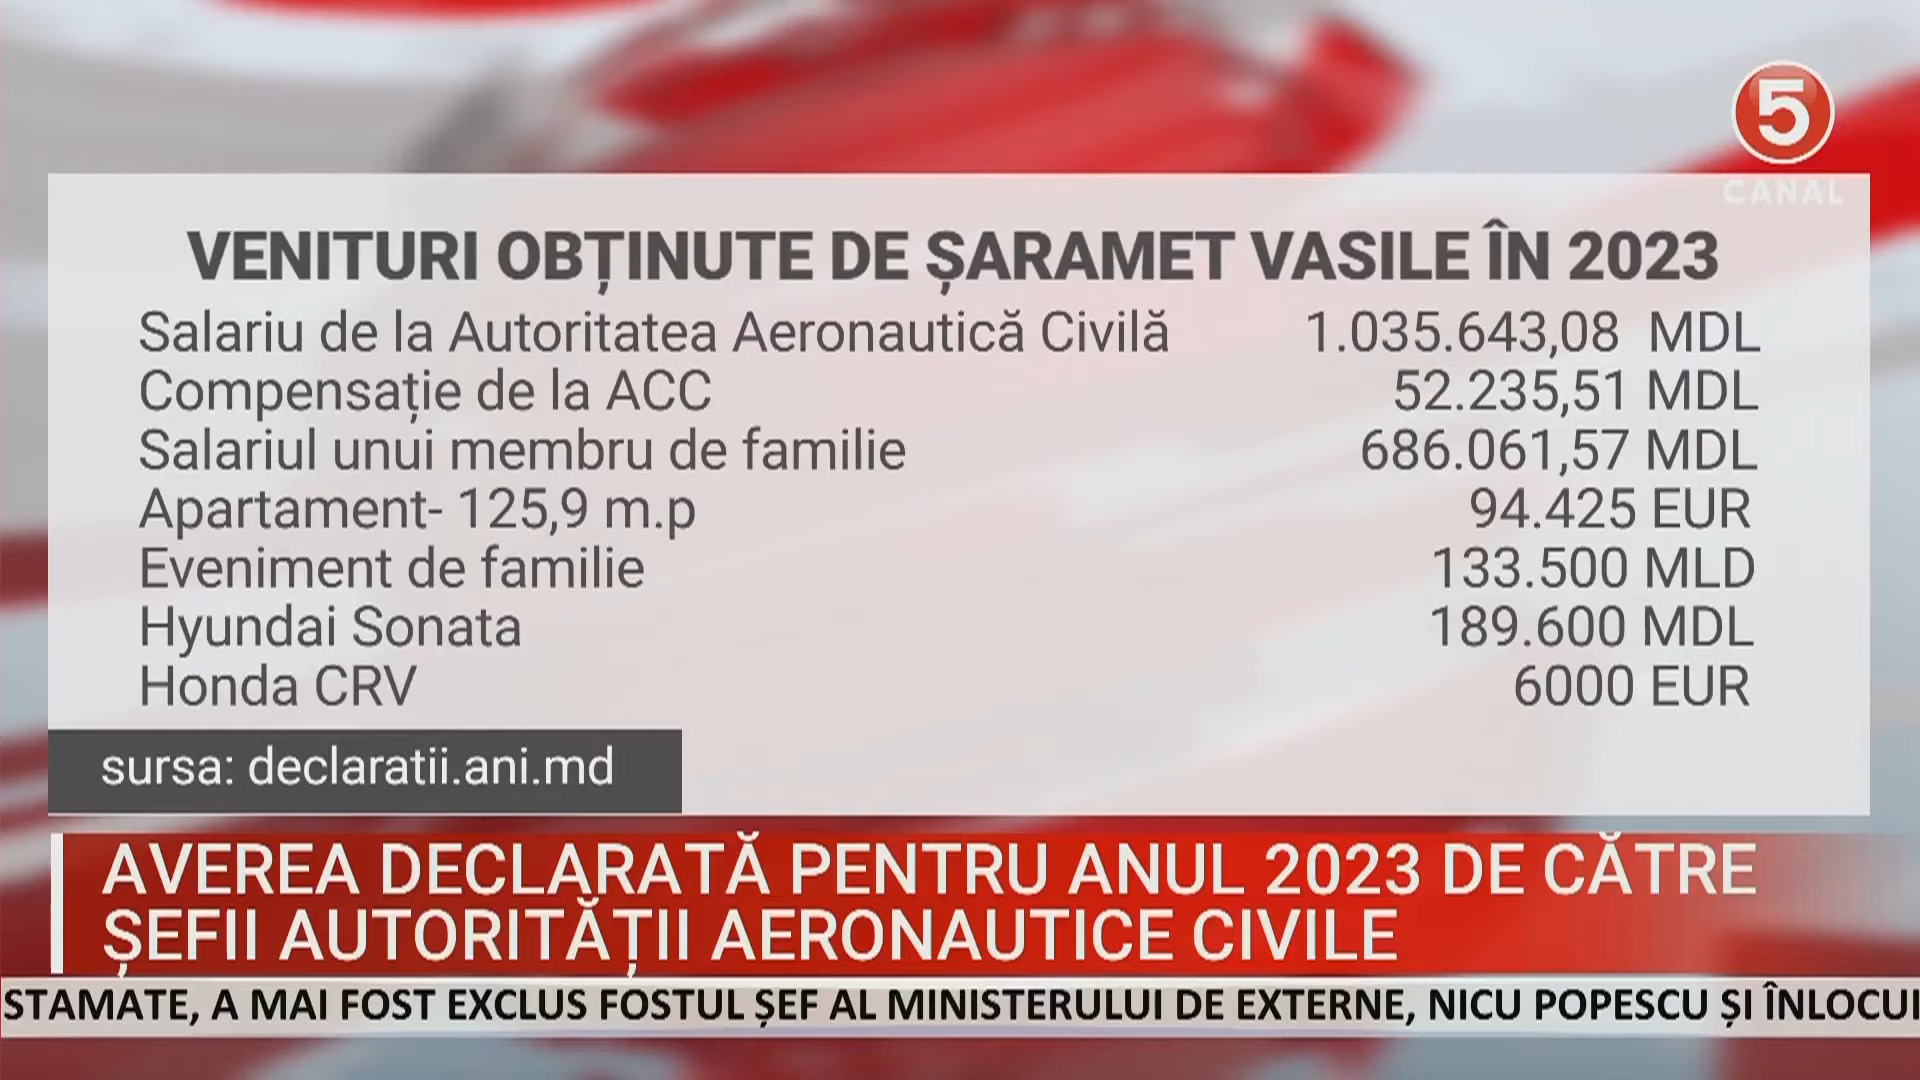 5
CANAL
VENITURI OBȚINUTE DE ȘARAMET VASILE ÎN 2023
Salariu de la Autoritatea Aeronautică Civilă 1.035.643,08 MDL
Compensație de la ACC 52.235,51 MDL
Salariul unui membru de familie 686.061,57 MDL
Apartament- 125,9 m.p 94.425 EUR
Eveniment de familie 133.500 MLD
Hyundai Sonata 189.600 MDL
Honda CRV 6000 EUR
sursa: declaratii.ani.md
AVEREA DECLARATĂ PENTRU ANUL 2023 DE CĂTRE
ȘEFII AUTORITĂȚII AERONAUTICE CIVILE
STAMATE, A MAI FOST EXCLUS FOSTUL ȘEF AL MINISTERULUI DE EXTERNE, NICU POPESCU ȘI ÎNLOCUI